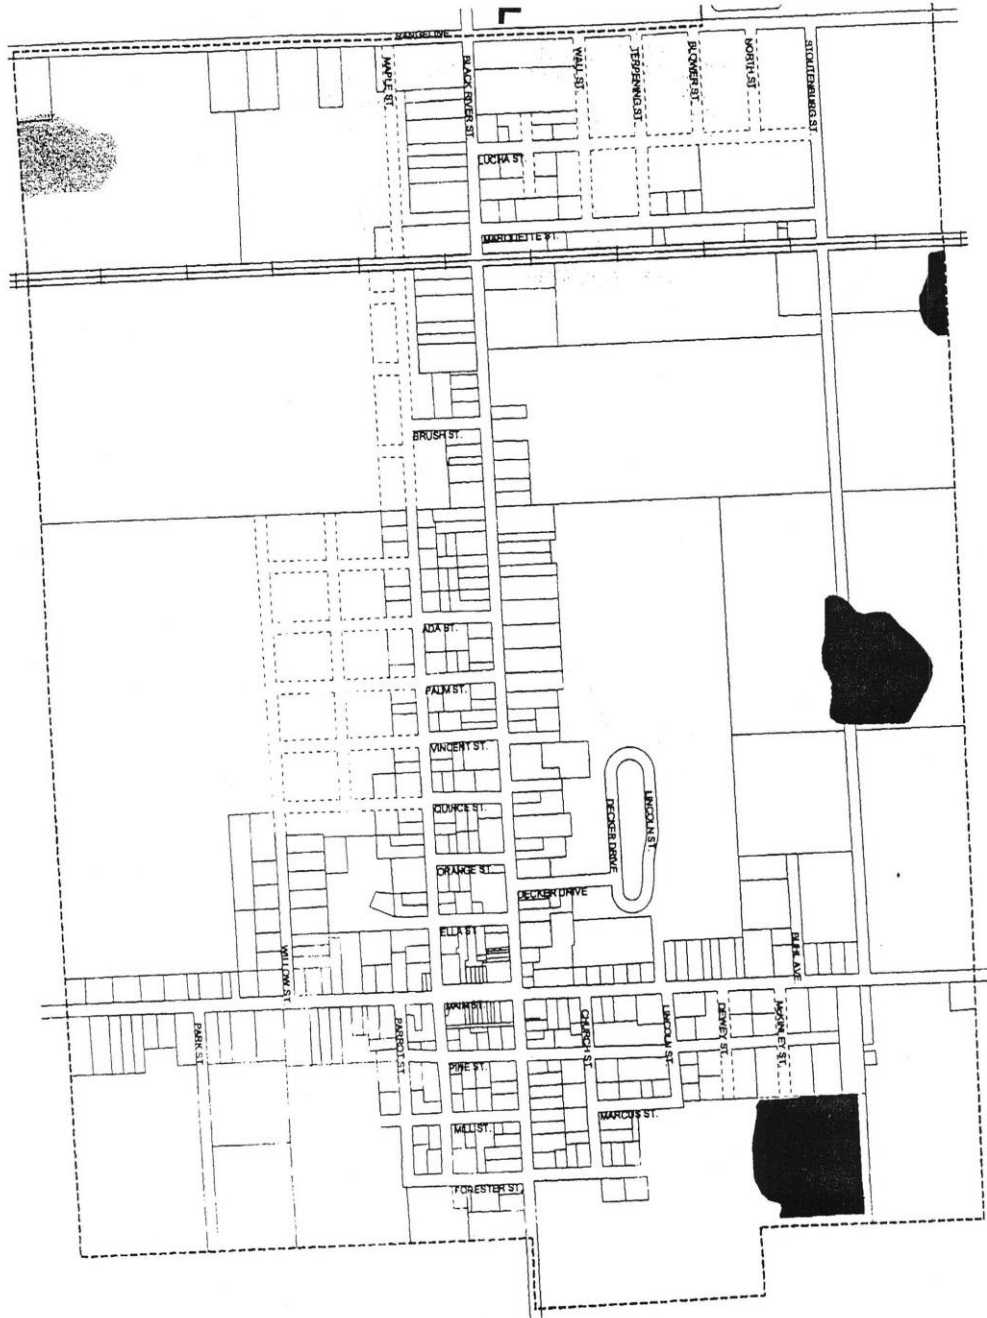 RANGELINE
MAPLE ST.
BLACK RIVER ST.
WALL ST.
TERPENING ST.
BLOWER ST.
NORTH ST.
STOUTENBURG ST.
LUCHA ST.
MARQUETTE ST.
BRUSH ST.
ADA ST.
PALM ST.
VINCENT ST.
QUINCE ST.
DECKER DRIVE
LINCOLN ST.
ORANGE ST.
DECKER DRIVE
ELLA ST.
WILLOW ST.
BUHL AVE
MAIN ST.
PARK ST.
PARROT ST.
CHURCH ST.
LINCOLN ST.
DEWEY ST.
McKINLEY ST.
PINE ST.
MARCUS ST.
MILL ST.
FORESTER ST.